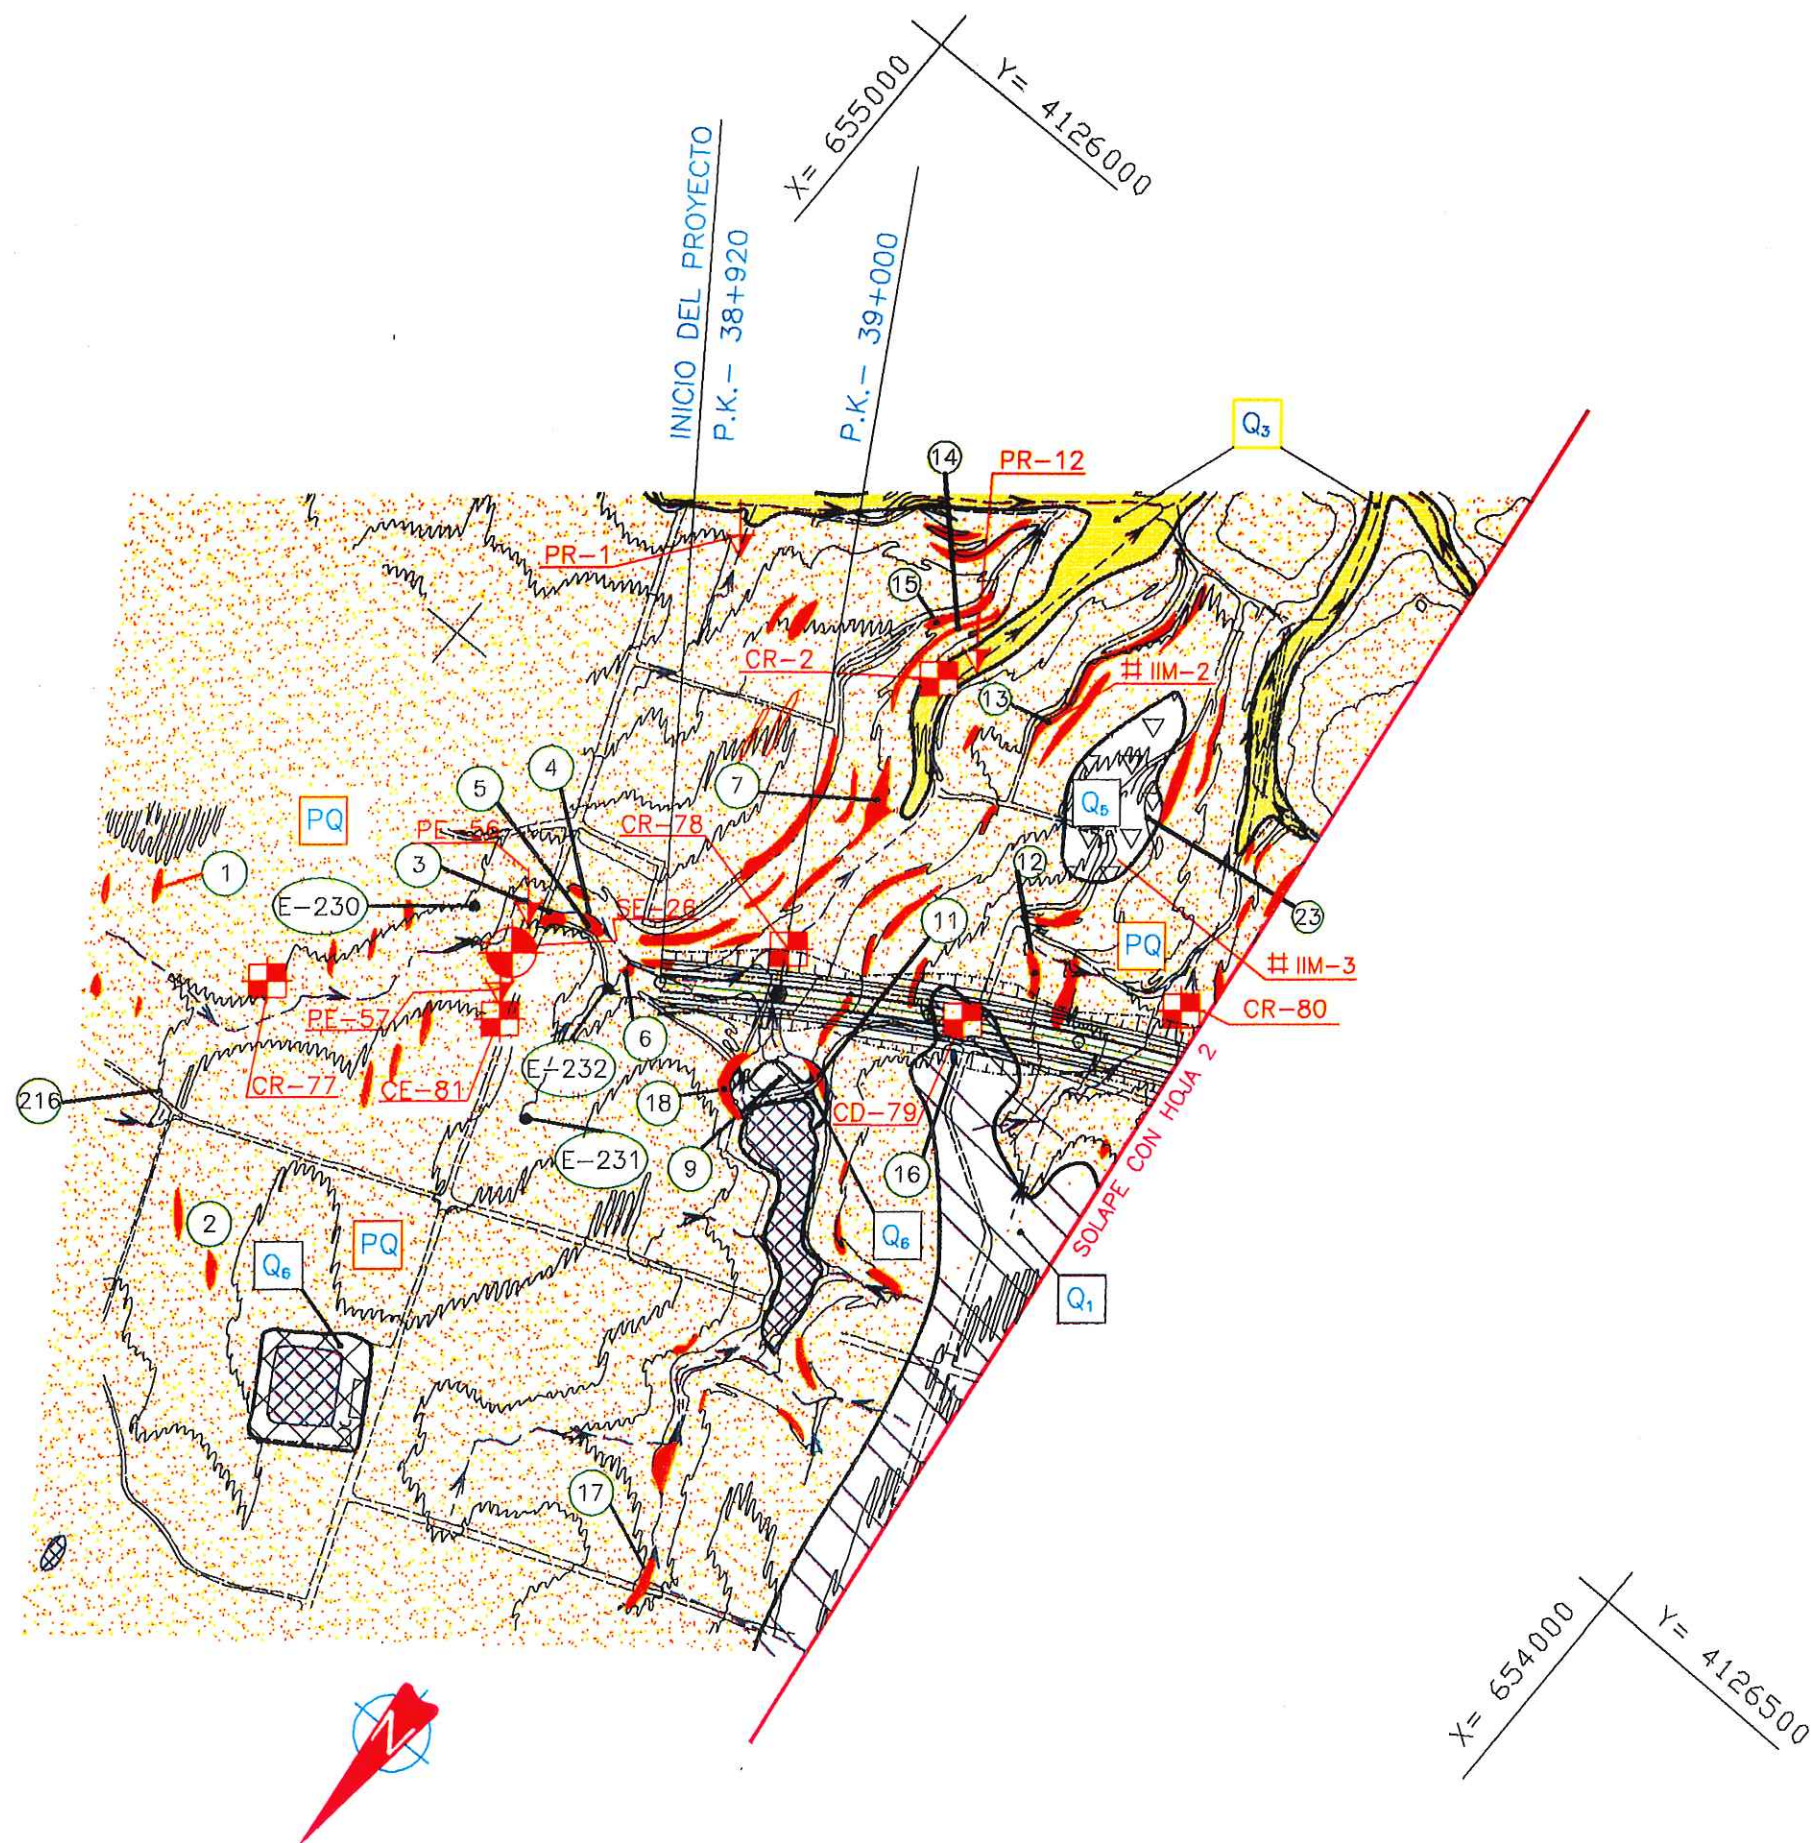 X= 655000
Y= 4126000
INICIO DEL PROYECTO
P.K.- 38+920
P.K.- 39+000
Q₃
14
PR-12
PR-1
15
CR-2
# IIM-2
13
4
5
7
Q₅
PQ
PE-56
CR-78
3
12
1
E-230
SE-26
11
23
PQ
# IIM-3
CR-80
PE-57
6
E-232
CR-77
CE-81
216
18
CD-79
SOLAPE CON HOJA 2
E-231
9
16
2
PQ
Q₆
Q₆
Q₁
17
X= 654000
Y= 4126500
N